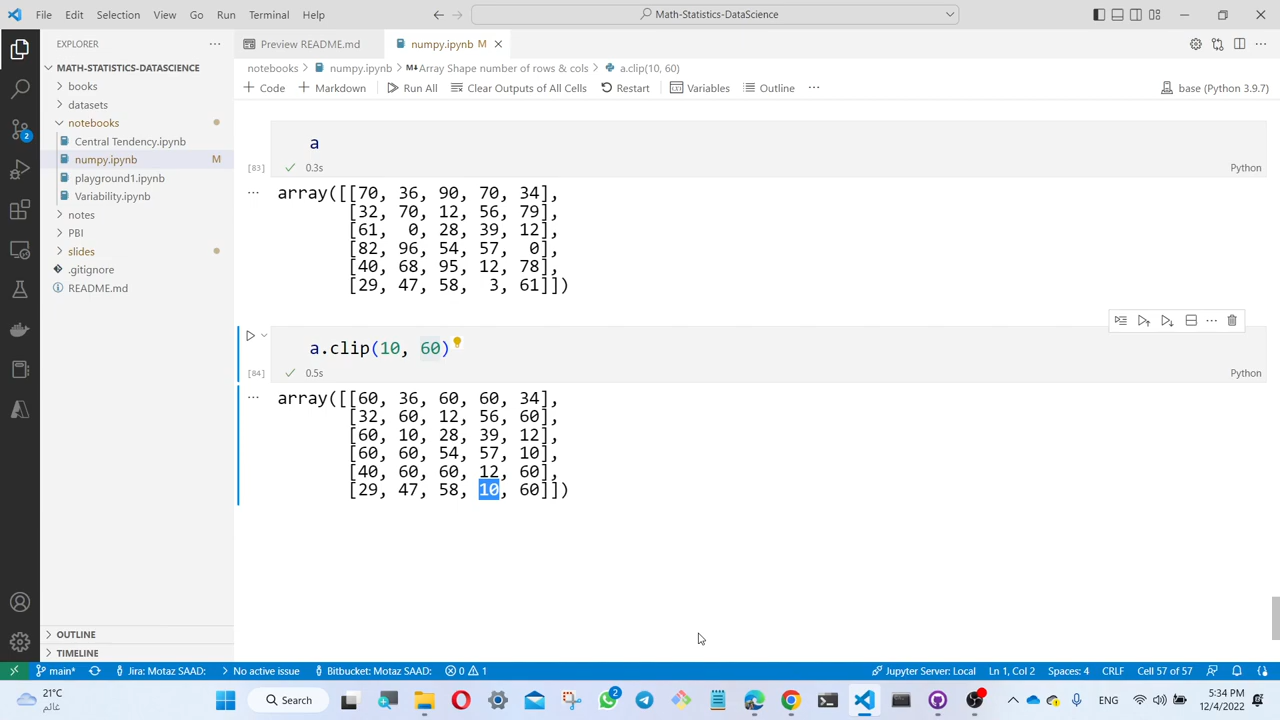 File Edit Selection View Go Run Terminal Help
Math-Statistics-DataScience
EXPLORER
MATH-STATISTICS-DATASCIENCE
books
datasets
notebooks
Central Tendency.ipynb
numpy.ipynb M
playground1.ipynb
Variability.ipynb
notes
PBI
slides
.gitignore
README.md
OUTLINE
TIMELINE
Preview README.md
numpy.ipynb M
notebooks > numpy.ipynb > M↓Array Shape number of rows & cols > a.clip(10, 60)
+ Code + Markdown Run All Clear Outputs of All Cells Restart Variables Outline ...
base (Python 3.9.7)
a
[83] 0.3s Python
array([[70, 36, 90, 70, 34],
[32, 70, 12, 56, 79],
[61,  0, 28, 39, 12],
[82, 96, 54, 57,  0],
[40, 68, 95, 12, 78],
[29, 47, 58,  3, 61]])
a.clip(10, 60)
[84] 0.5s Python
array([[60, 36, 60, 60, 34],
[32, 60, 12, 56, 60],
[60, 10, 28, 39, 12],
[60, 60, 54, 57, 10],
[40, 60, 60, 12, 60],
[29, 47, 58, 10, 60]])
main* Jira: Motaz SAAD: No active issue Bitbucket: Motaz SAAD: 0 1
Jupyter Server: Local Ln 1, Col 2 Spaces: 4 CRLF Cell 57 of 57
21°C
غائم
Search
2
2
ENG
5:34 PM
12/4/2022